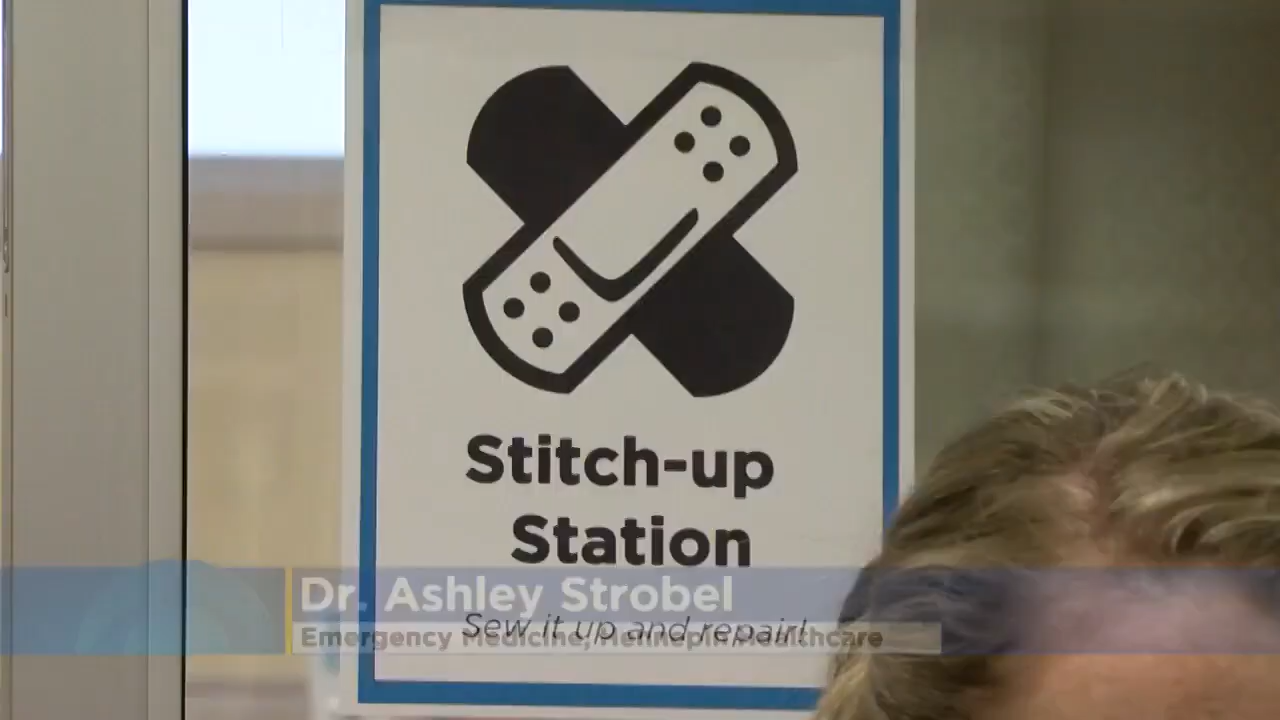 Stitch-up
Station
Dr. Ashley Strobel
Sew it up and repair!
Emergency Medicine, Hennepin Healthcare